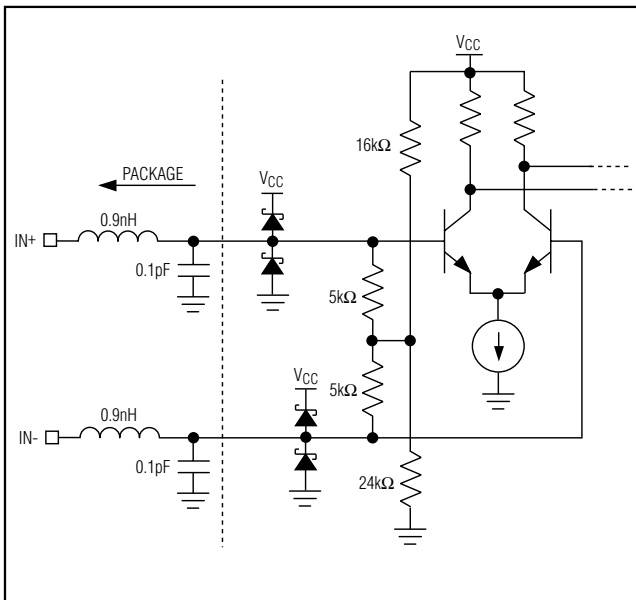 VCC
16kΩ
PACKAGE
VCC
0.9nH
IN+
0.1pF
5kΩ
VCC
5kΩ
0.9nH
IN-
0.1pF
24kΩ